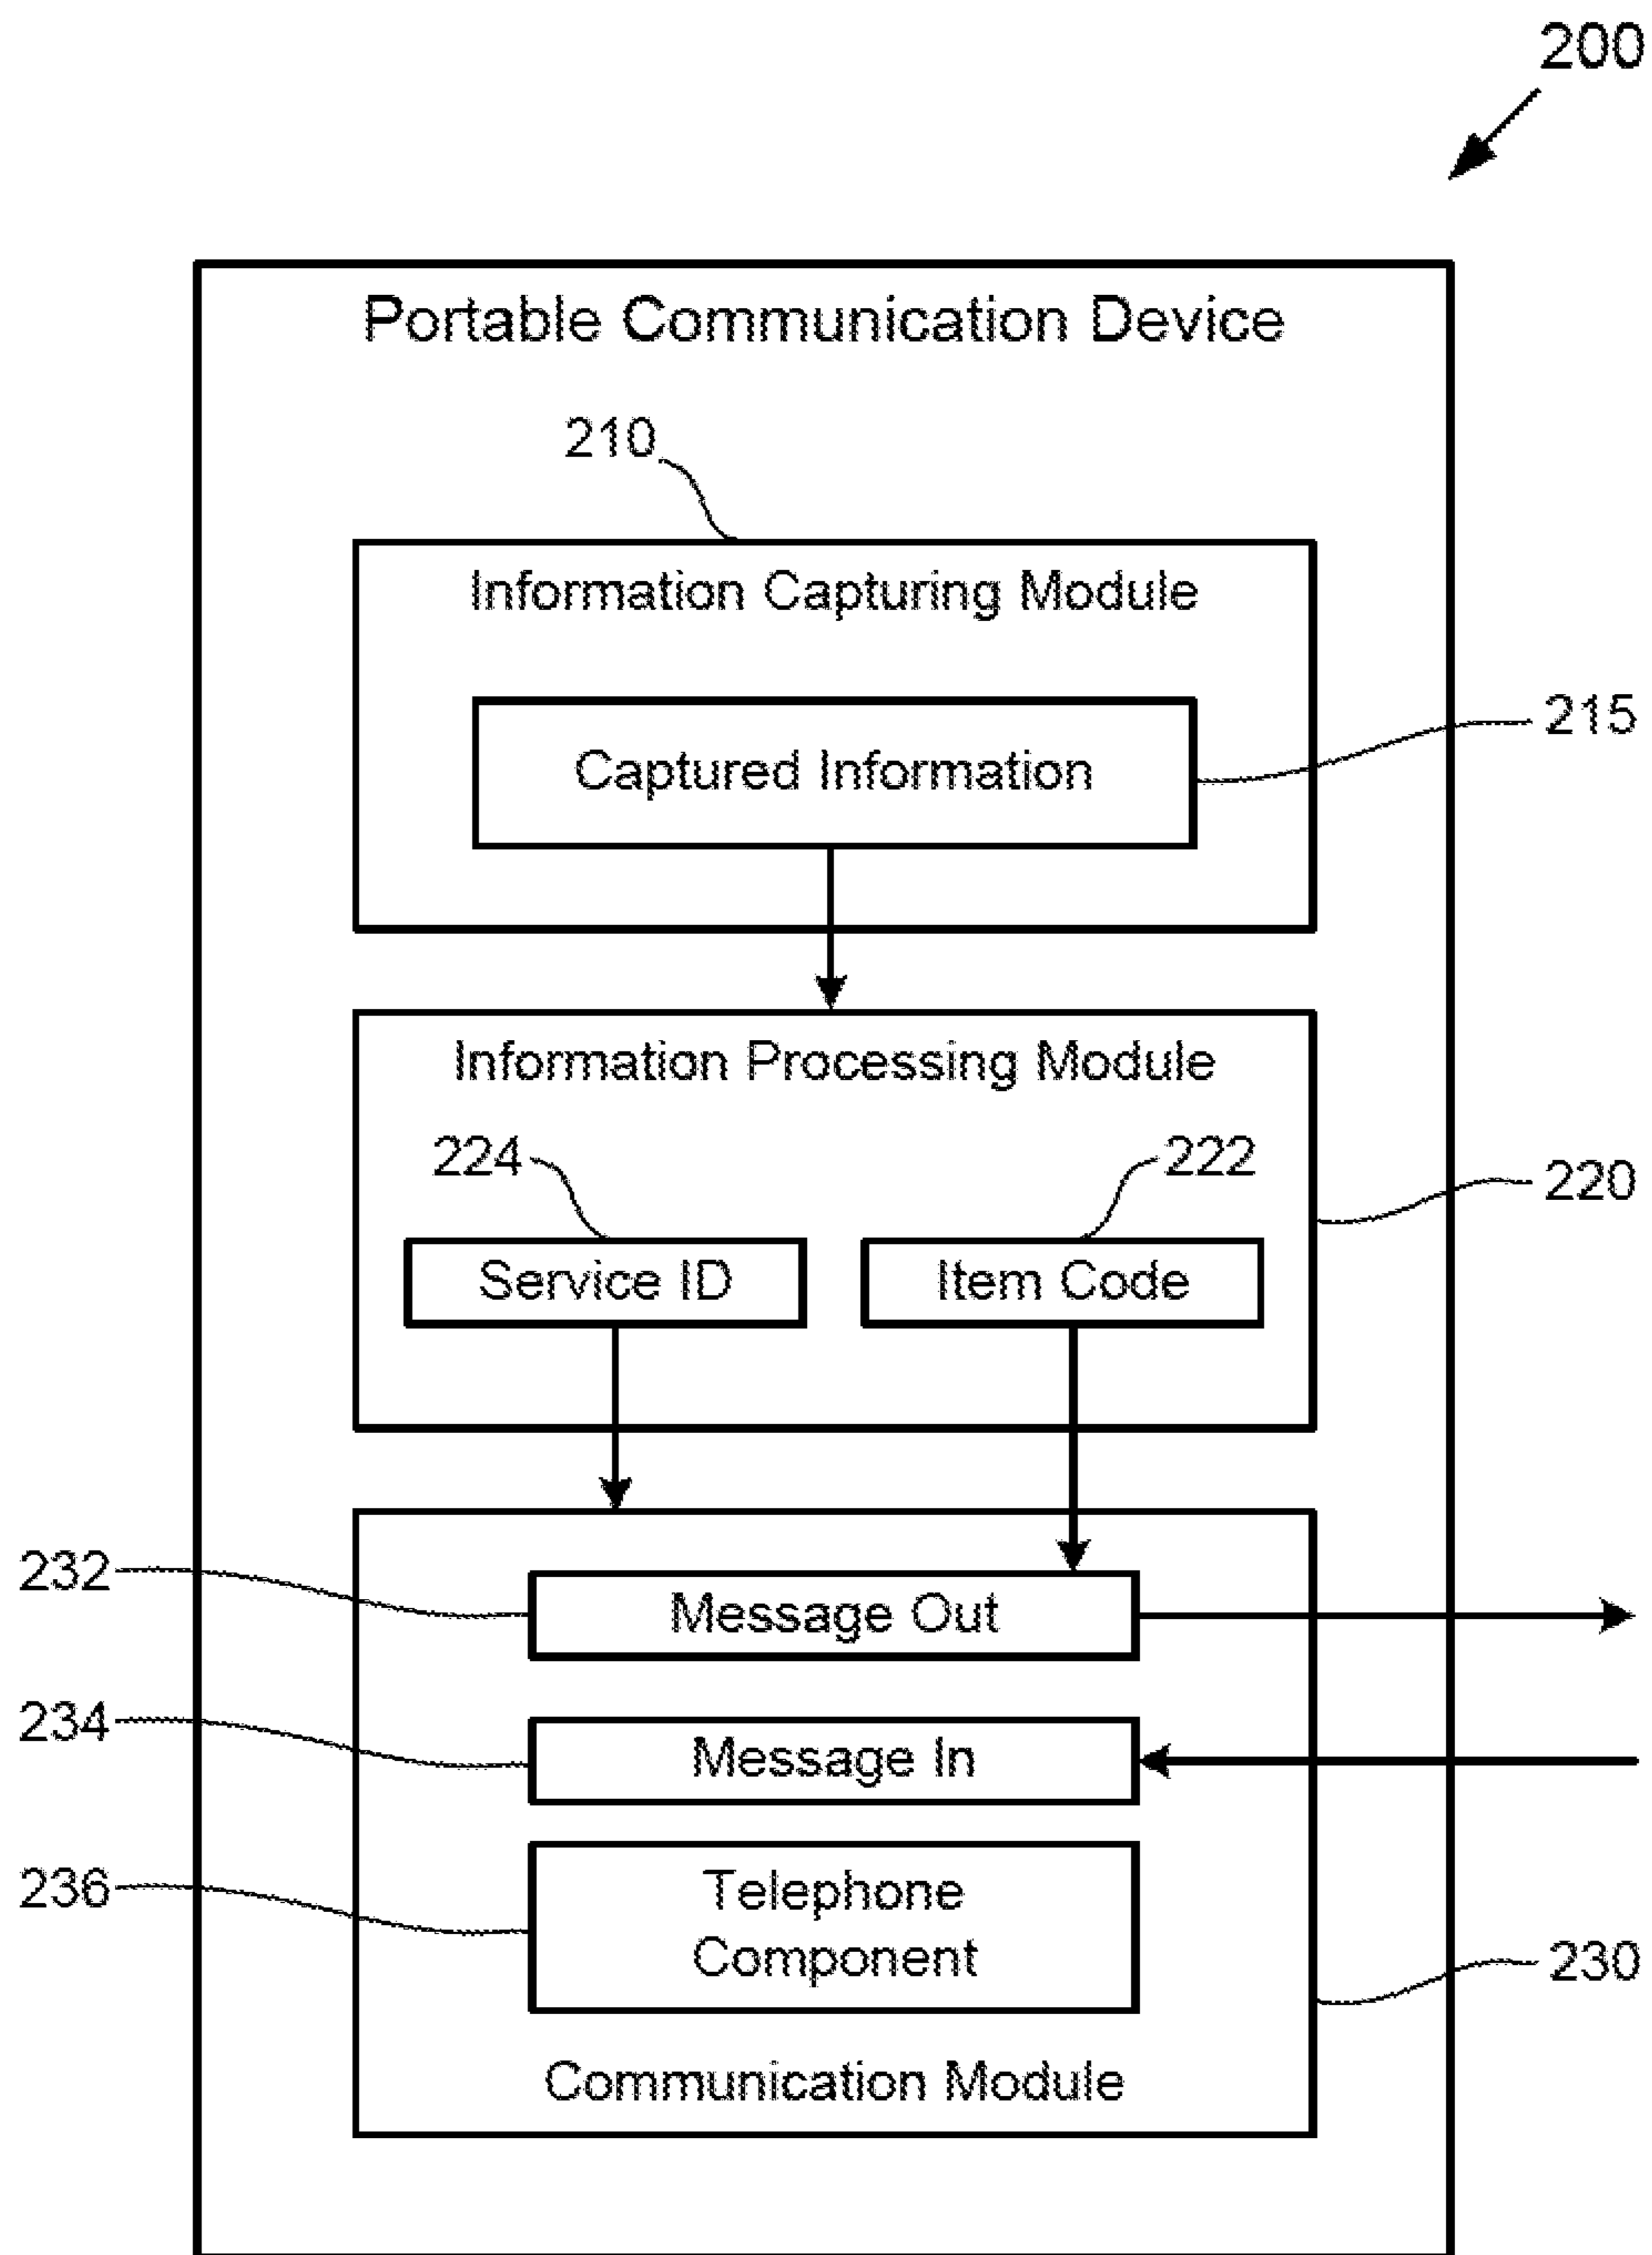 200
Portable Communication Device
210
Information Capturing Module
215
Captured Information
Information Processing Module
224
222
220
Service ID
Item Code
232
Message Out
234
Message In
236
Telephone
Component
230
Communication Module